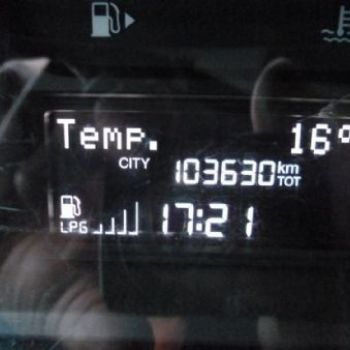 Temp. 16°
CITY
103630 km
TOT
LPG 17:21